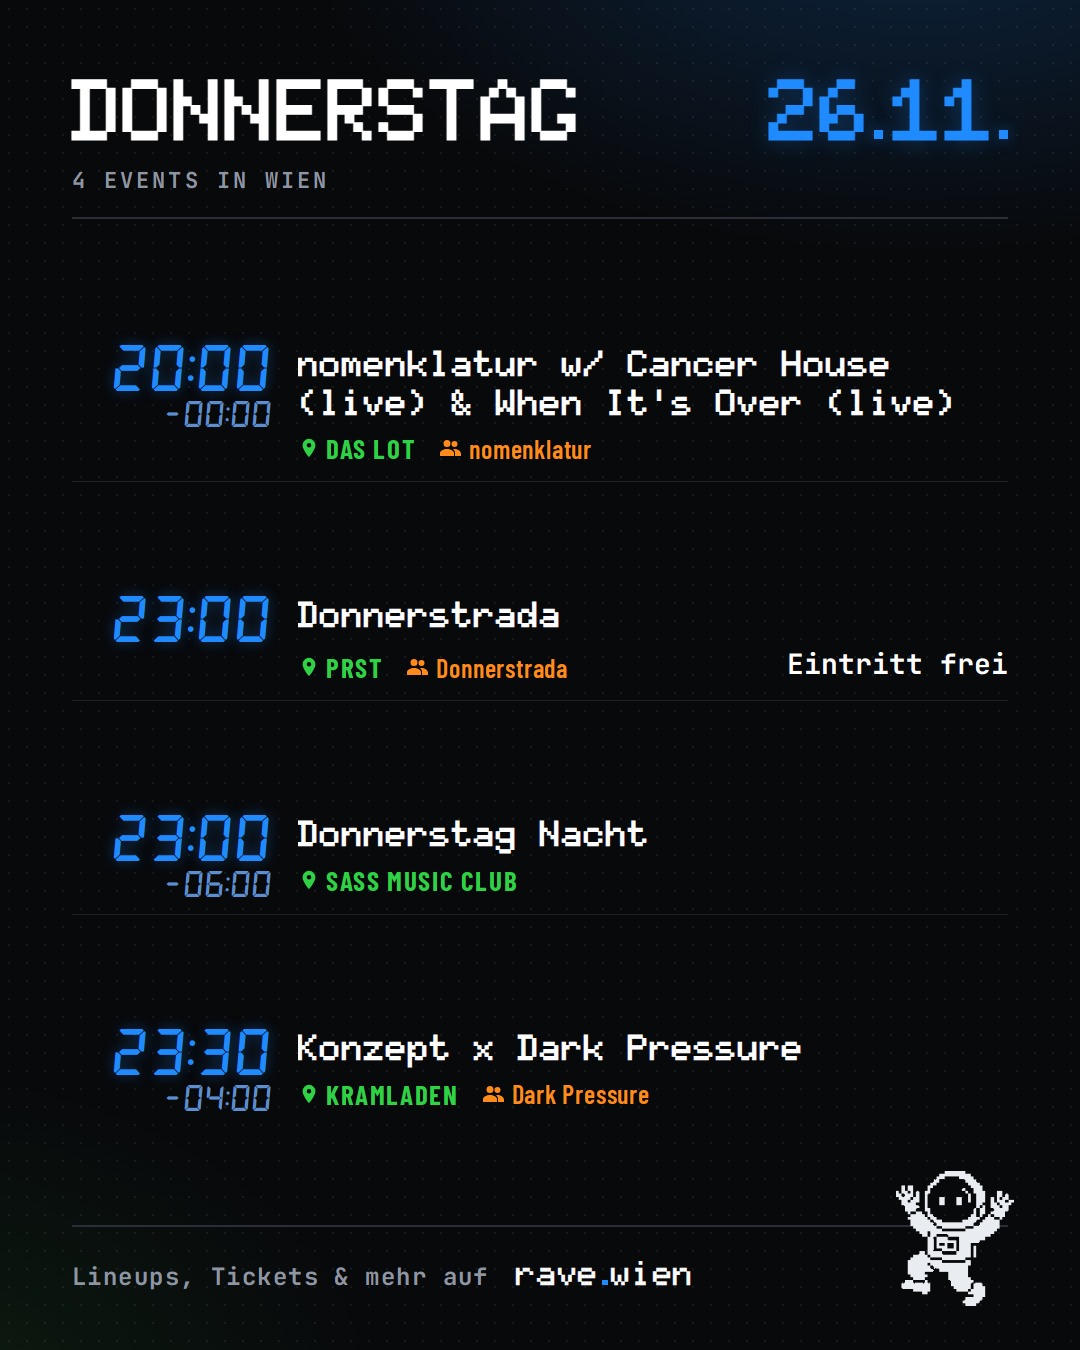 DONNERSTAG 26.11.
4 EVENTS IN WIEN
20:00 nomenklatur w/ Cancer House
-00:00 (live) & When It's Over (live)
DAS LOT nomenklatur
23:00 Donnerstrada
PRST Donnerstrada Eintritt frei
23:00 Donnerstag Nacht
-06:00 SASS MUSIC CLUB
23:30 Konzept x Dark Pressure
-04:00 KRAMLADEN Dark Pressure
Lineups, Tickets & mehr auf rave.wien